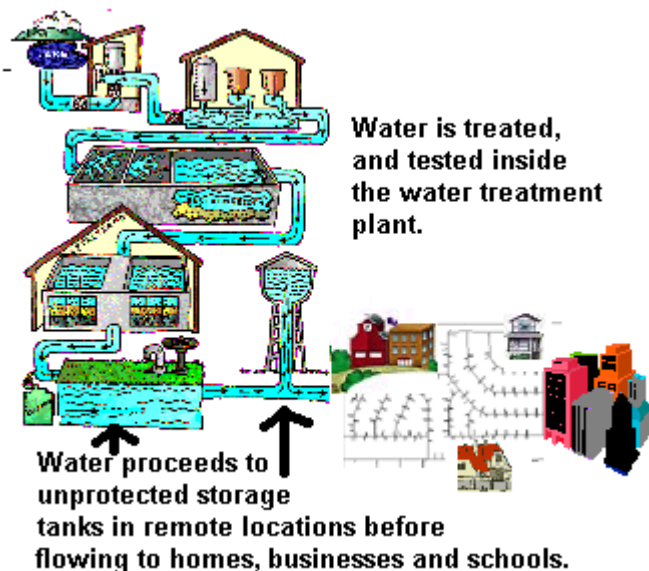 Water is treated,
and tested inside
the water treatment
plant.
Water proceeds to
unprotected storage
tanks in remote locations before
flowing to homes, businesses and schools.